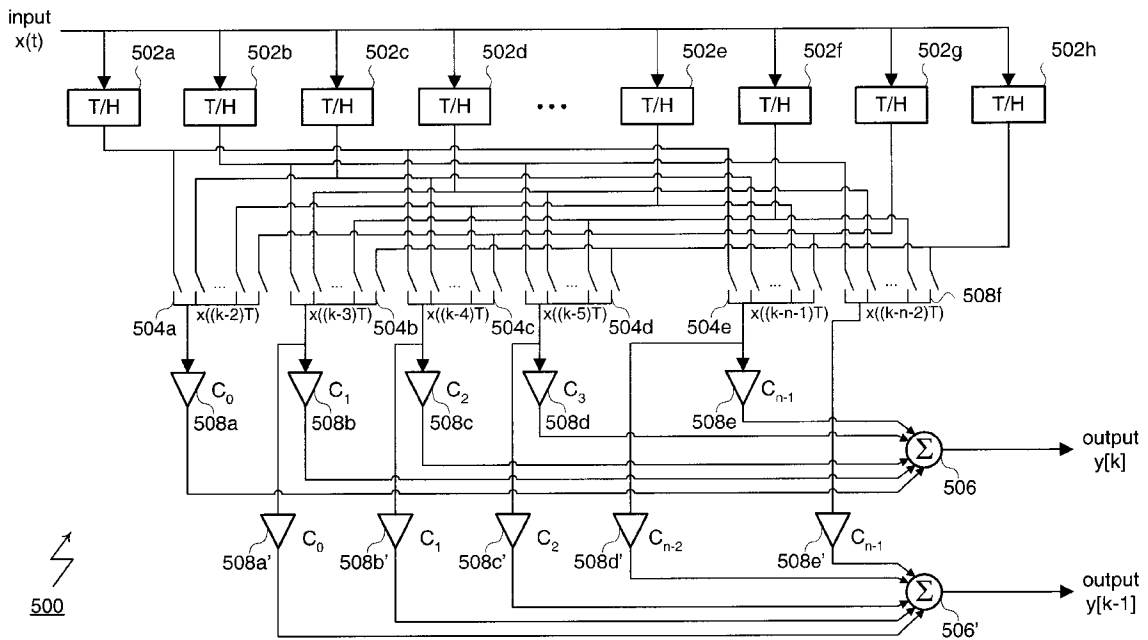 input
x(t)
502a
502b
502c
502d
502e
502f
502g
502h
T/H
T/H
T/H
T/H
...
T/H
T/H
T/H
T/H
...
...
...
...
...
...
504a
x((k-2)T)
x((k-3)T)
504b
x((k-4)T)
504c
x((k-5)T)
504d
504e
x((k-n-1)T)
x((k-n-2)T)
508f
C0
C1
C2
C3
Cn-1
508a
508b
508c
508d
508e
Σ
output
y[k]
506
C0
C1
C2
Cn-2
Cn-1
508a'
508b'
508c'
508d'
508e'
Σ
output
y[k-1]
506'
500